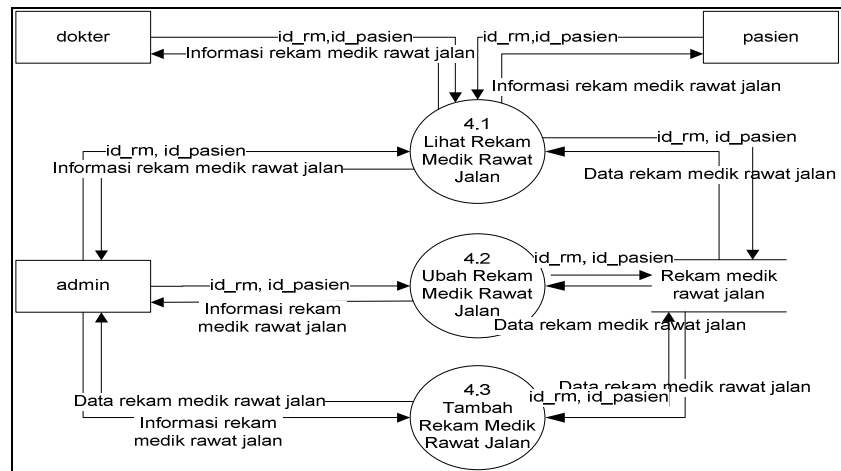 dokter
id_rm,id_pasien
id_rm,id_pasien
pasien
Informasi rekam medik rawat jalan
Informasi rekam medik rawat jalan
4.1
Lihat Rekam
Medik Rawat
Jalan
id_rm, id_pasien
id_rm, id_pasien
Informasi rekam medik rawat jalan
Data rekam medik rawat jalan
admin
id_rm, id_pasien
4.2
Ubah Rekam
Medik Rawat
Jalan
id_rm, id_pasien
Rekam medik
rawat jalan
Informasi rekam
medik rawat jalan
Data rekam medik rawat jalan
4.3
Tambah
Rekam Medik
Rawat Jalan
Data rekam medik rawat jalan
Data rekam medik rawat jalan
id_rm, id_pasien
Informasi rekam
medik rawat jalan